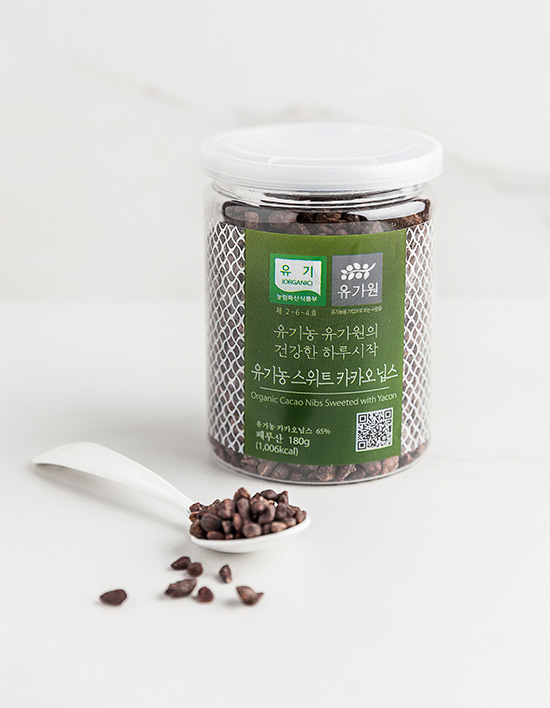 유기
(ORGANIC)
농림축산식품부
유가원
제 2-6-4호
유기농 유가원의
건강한 하루시작
유기농 스위트 카카오닙스
Organic Cacao Nibs Sweeted with Yacon
유기농 카카오닙스 65%
페루산 180g
(1,006kcal)